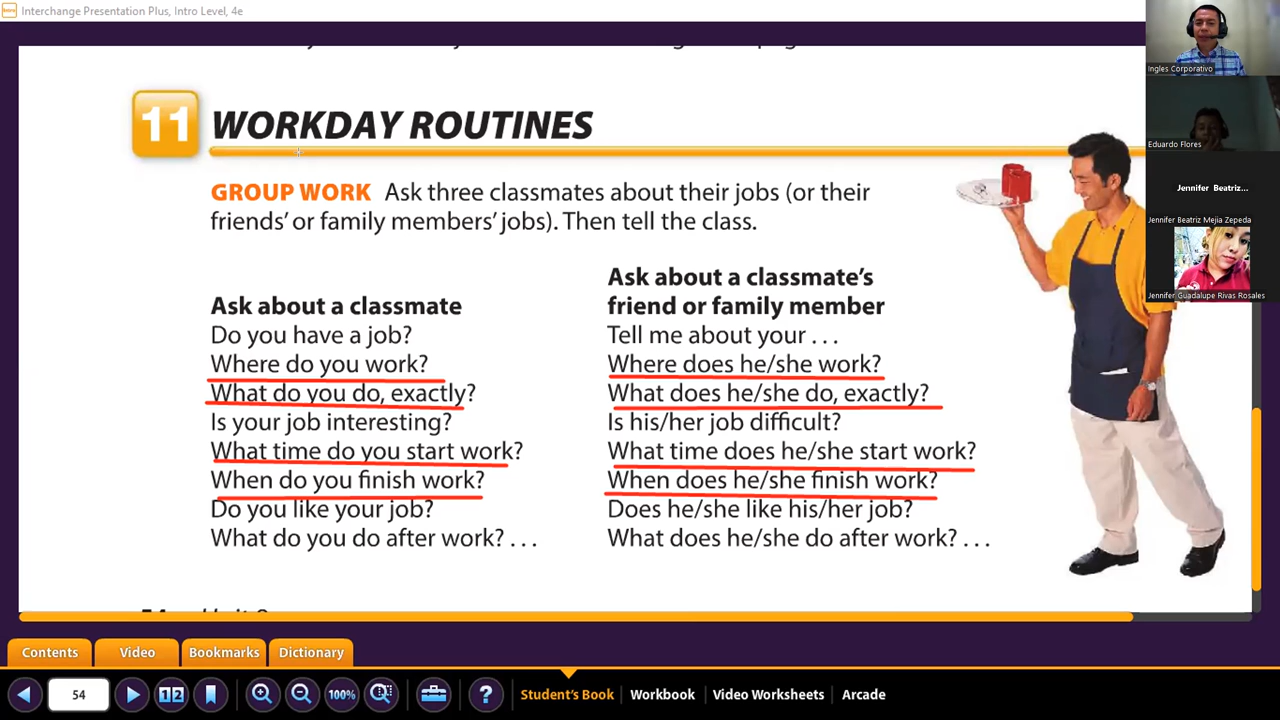 Interchange Presentation Plus, Intro Level, 4e
11 WORKDAY ROUTINES
GROUP WORK Ask three classmates about their jobs (or their
friends' or family members' jobs). Then tell the class.
Ask about a classmate
Do you have a job?
Where do you work?
What do you do, exactly?
Is your job interesting?
What time do you start work?
When do you finish work?
Do you like your job?
What do you do after work? . . .
Ask about a classmate's
friend or family member
Tell me about your . . .
Where does he/she work?
What does he/she do, exactly?
Is his/her job difficult?
What time does he/she start work?
When does he/she finish work?
Does he/she like his/her job?
What does he/she do after work? . . .
Ingles Corporativo
Eduardo Flores
Jennifer Beatriz...
Jennifer Beatriz Mejia Zepeda
Jennifer Guadalupe Rivas Rosales
Contents Video Bookmarks Dictionary
54 1 2 100% ? Student's Book Workbook Video Worksheets Arcade